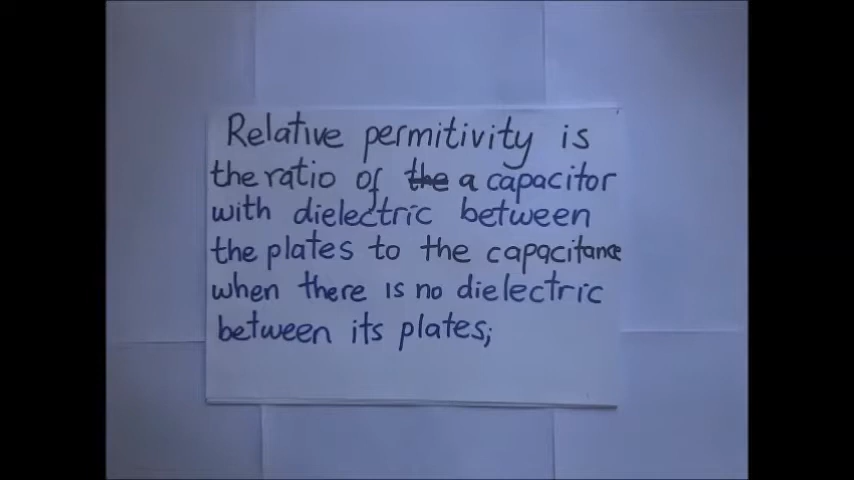 Relative permitivity is
the ratio of the a capacitor
with dielectric between
the plates to the capacitance
when there is no dielectric
between its plates;